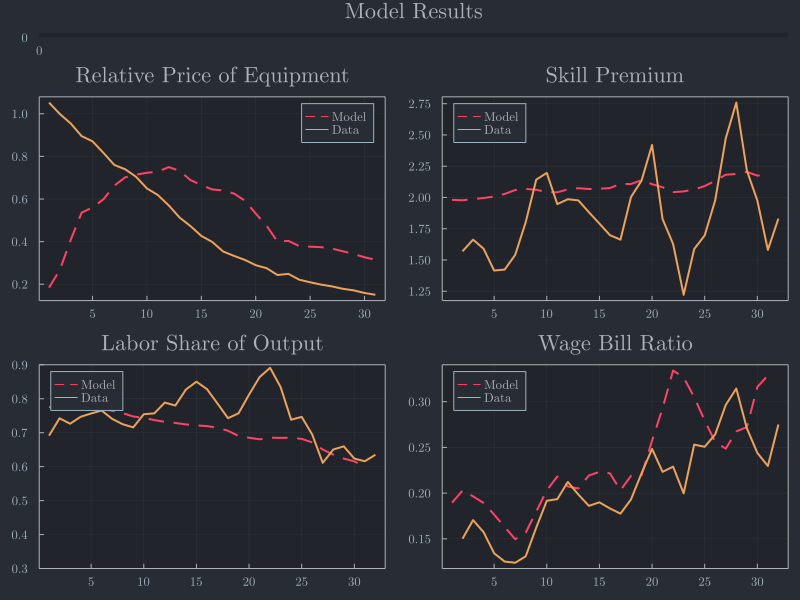 Model Results
0
0
Relative Price of Equipment
Model
Data
1.0
0.8
0.6
0.4
0.2
5 10 15 20 25 30
Skill Premium
Model
Data
2.75
2.50
2.25
2.00
1.75
1.50
1.25
5 10 15 20 25 30
Labor Share of Output
Model
Data
0.9
0.8
0.7
0.6
0.5
0.4
0.3
5 10 15 20 25 30
Wage Bill Ratio
Model
Data
0.30
0.25
0.20
0.15
5 10 15 20 25 30